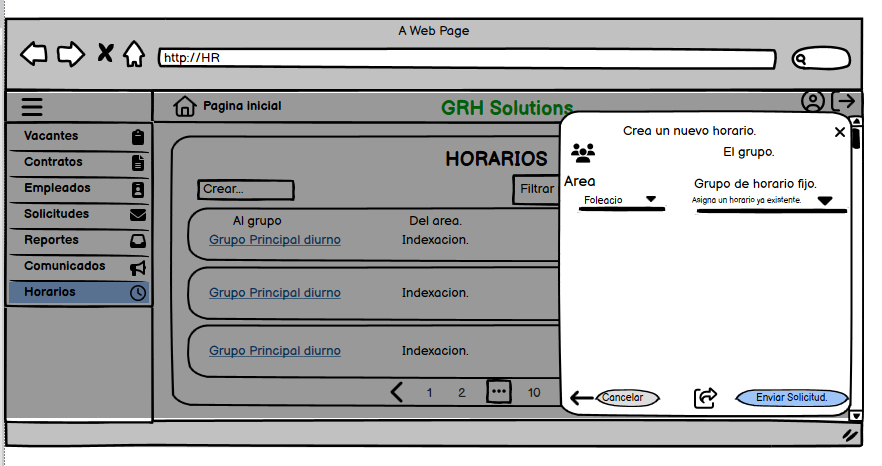 A Web Page
http://HR
Pagina inicial
GRH Solutions
Vacantes
Contratos
Empleados
Solicitudes
Reportes
Comunicados
Horarios
HORARIOS
Crear...
Filtrar
Al grupo
Del area.
Grupo Principal diurno
Indexacion.
Grupo Principal diurno
Indexacion.
Grupo Principal diurno
Indexacion.
1 2 ... 10
Crea un nuevo horario.
El grupo.
Area
Grupo de horario fijo.
Foleacio
Asigna un horario ya existente.
Cancelar
Enviar Solicitud.